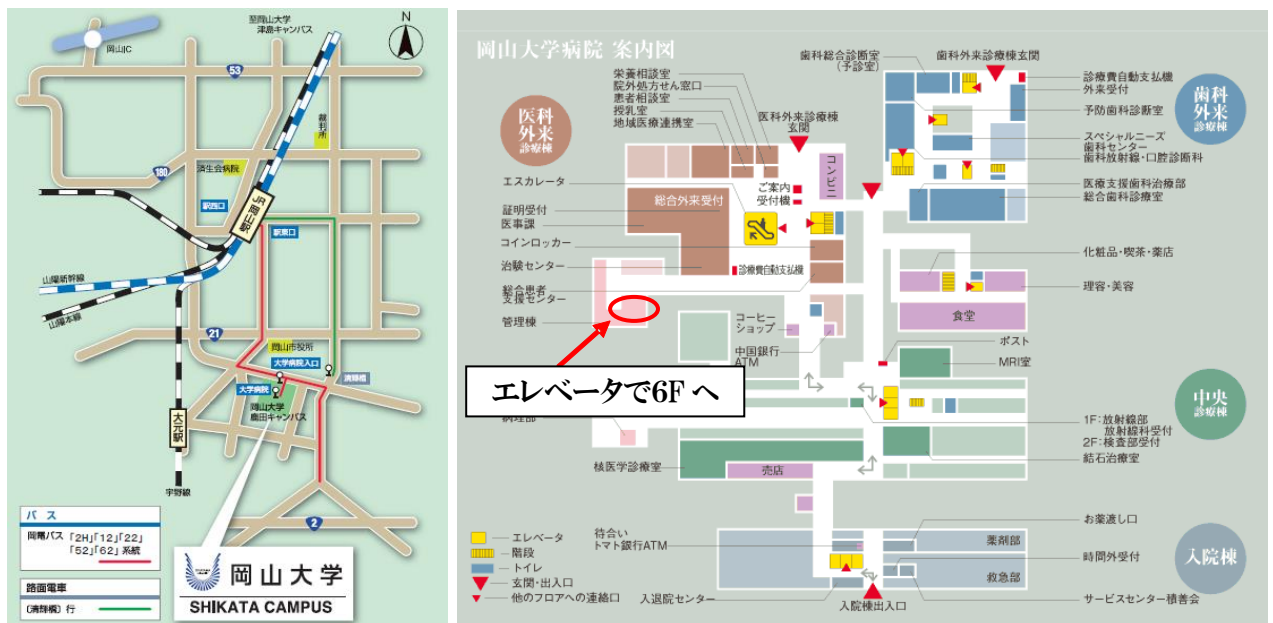 至岡山大学
津島キャンパス
N
岡山IC
53
裁判所
180
済生会病院
駅西口
JR岡山駅
駅東口
山陽新幹線
山陽本線
21
岡山市役所
大学病院入口
清輝橋
大学病院
岡山大学
鹿田キャンパス
大元駅
宇野線
2
バス
岡電バス「2H」「12」「22」
「52」「62」系統
路面電車
〔清輝橋〕行
岡山大学
SHIKATA CAMPUS
岡山大学病院 案内図
医科
外来
診療棟
栄養相談室
院外処方せん窓口
患者相談室
授乳室
地域医療連携室
医科外来診療棟
玄関
コンビニ
ご案内
受付機
エスカレータ
総合外来受付
証明受付
医事課
コインロッカー
治験センター
診療費自動支払機
総合患者
支援センター
管理棟
コーヒー
ショップ
中国銀行
ATM
エレベータで6F へ
病理部
核医学診療室
売店
歯科総合診断室
(予診室)
歯科外来診療棟玄関
診療費自動支払機
外来受付
歯科
外来
診療棟
予防歯科診断室
スペシャルニーズ
歯科センター
歯科放射線・口腔診断科
医療支援歯科治療部
総合歯科診療室
化粧品・喫茶・薬店
理容・美容
食堂
ポスト
MRI室
中央
診療棟
1F:放射線部
放射線科受付
2F:検査部受付
結石治療室
待合い
トマト銀行ATM
お薬渡し口
薬剤部
時間外受付
入院棟
救急部
入退院センター
入院棟出入口
サービスセンター積善会
エレベータ
階段
トイレ
玄関・出入口
他のフロアへの連絡口